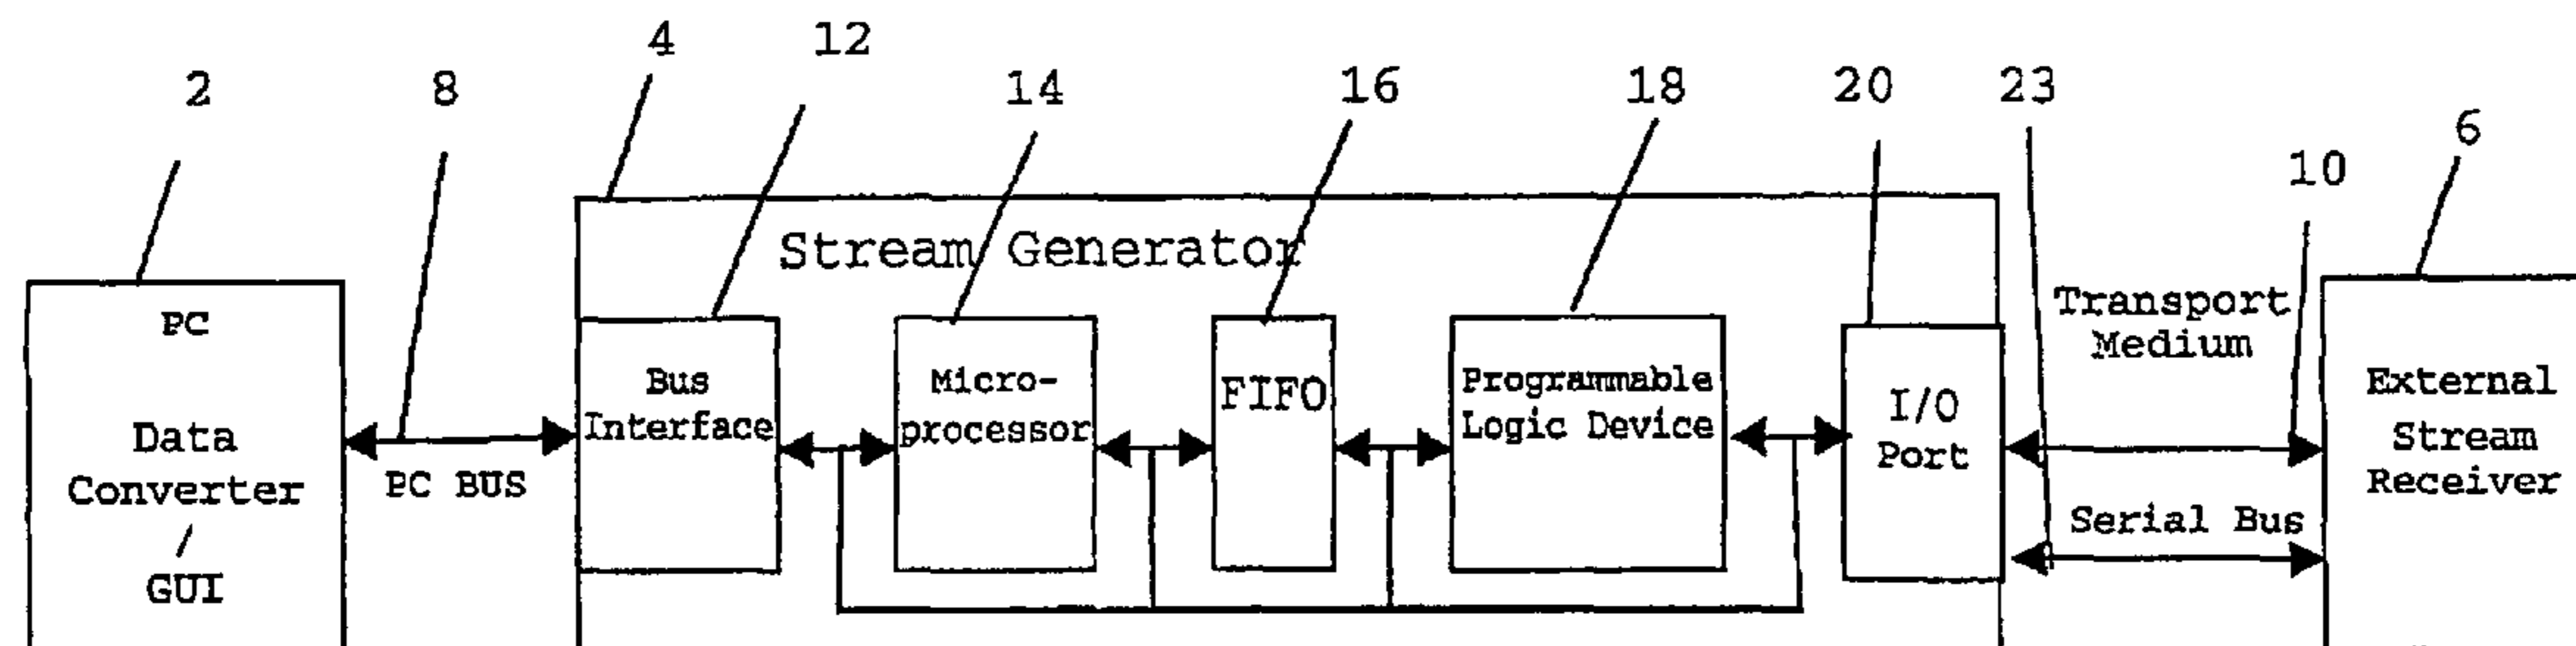 4
12
2
8
14
16
18
20
23
6
10
Stream Generator
PC
Data
Converter
/
GUI
PC BUS
Bus
Interface
Micro-
processor
FIFO
Programmable
Logic Device
I/O
Port
Transport
Medium
Serial Bus
External
Stream
Receiver